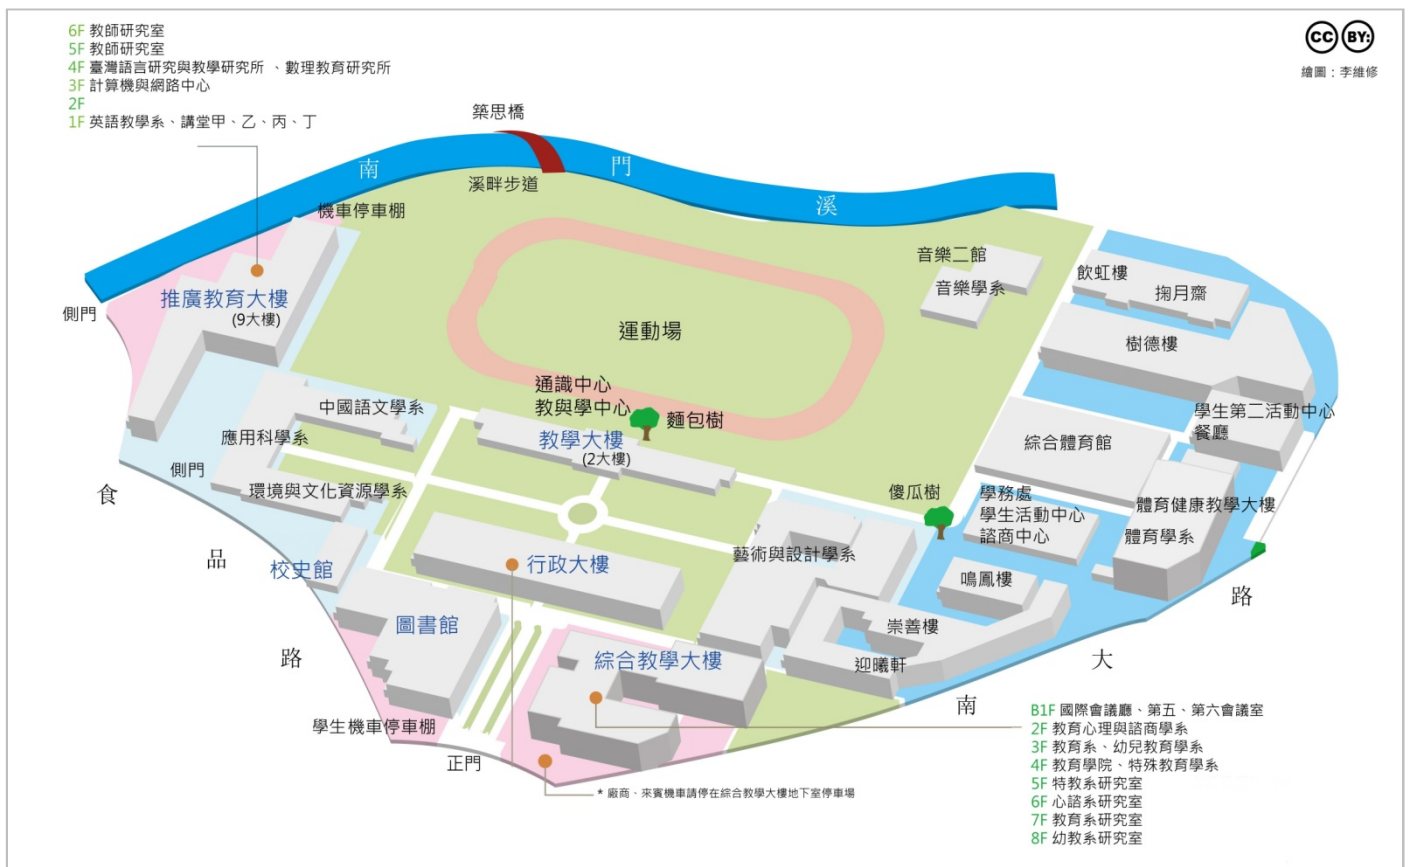 6F 教師研究室
5F 教師研究室
4F 臺灣語言研究與教學研究所 、數理教育研究所
3F 計算機與網路中心
2F
1F 英語教學系、講堂甲、乙、丙、丁
CC BY:
繪圖：李維修
築思橋
南
門
溪
溪畔步道
機車停車棚
推廣教育大樓
(9大樓)
側門
音樂二館
音樂學系
飲虹樓
掬月齋
樹德樓
運動場
通識中心
教與學中心
麵包樹
教學大樓
(2大樓)
中國語文學系
應用科學系
側門
環境與文化資源學系
學生第二活動中心
餐廳
綜合體育館
傻瓜樹
學務處
學生活動中心
諮商中心
體育健康教學大樓
體育學系
食
品
路
校史館
行政大樓
藝術與設計學系
鳴鳳樓
圖書館
崇善樓
綜合教學大樓
迎曦軒
南
大
路
學生機車停車棚
正門
* 廠商、來賓機車請停在綜合教學大樓地下室停車場
B1F 國際會議廳、第五、第六會議室
2F 教育心理與諮商學系
3F 教育系、幼兒教育學系
4F 教育學院、特殊教育學系
5F 特教系研究室
6F 心諮系研究室
7F 教育系研究室
8F 幼教系研究室